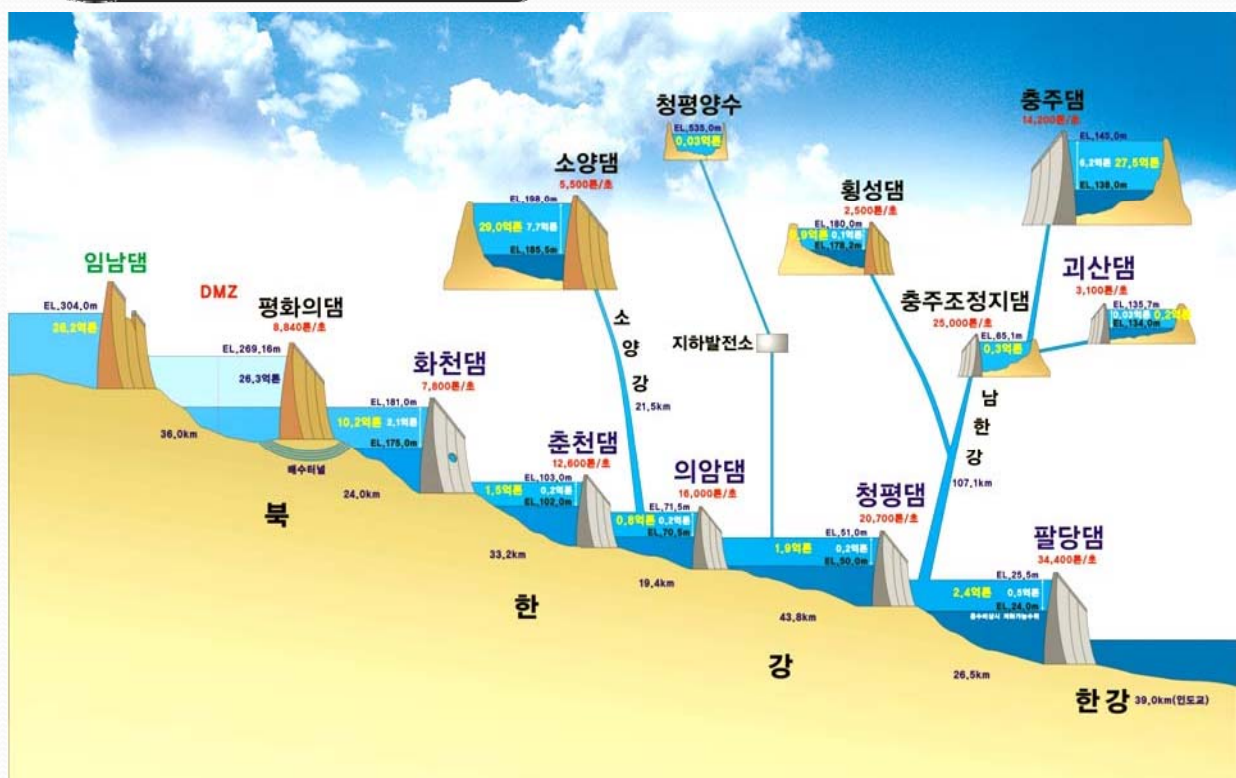 청평양수
EL.535.0m
0.03억톤
충주댐
14,200톤/초
EL.145.0m
6.2억톤 27.5억톤
EL.138.0m
소양댐
5,500톤/초
EL.198.0m
29.0억톤 7.7억톤
EL.185.5m
횡성댐
2,500톤/초
EL.180.0m
0.9억톤 0.1억톤
EL.178.2m
임남댐
EL.304.0m
26.2억톤
DMZ
평화의댐
8,840톤/초
EL.269.16m
26.3억톤
배수터널
괴산댐
3,100톤/초
EL.135.7m
0.02억톤 0.2억톤
EL.134.0m
충주조정지댐
25,000톤/초
EL.65.1m
0.3억톤
지하발전소
소
양
강
21.5km
남
한
강
107.1km
화천댐
7,800톤/초
EL.181.0m
10.2억톤 2.1억톤
EL.175.0m
춘천댐
12,600톤/초
EL.103.0m
1.5억톤 0.2억톤
EL.102.0m
의암댐
16,000톤/초
EL.71.5m
0.8억톤 0.2억톤
EL.70.5m
청평댐
20,700톤/초
EL.51.0m
1.9억톤 0.2억톤
EL.50.0m
팔당댐
34,400톤/초
EL.25.5m
2.4억톤 0.5억톤
EL.24.0m
36.0km
24.0km
33.2km
19.4km
43.8km
26.5km
북
한
강
한강 39.0km(인도교)